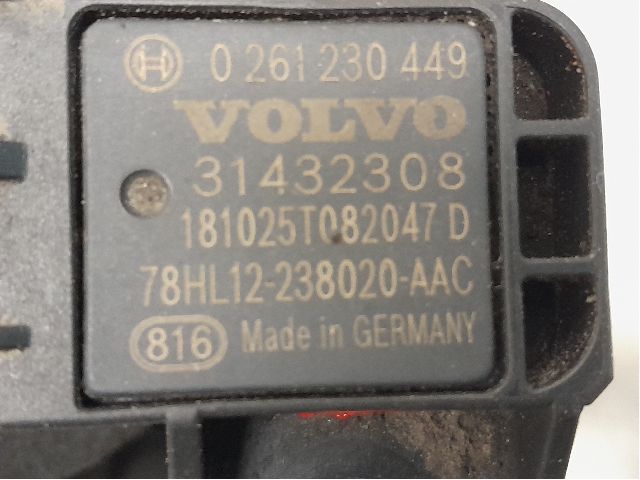 0 261 230 449
VOLVO
31432308
181025T082047 D
78HL12-238020-AAC
816 Made in GERMANY